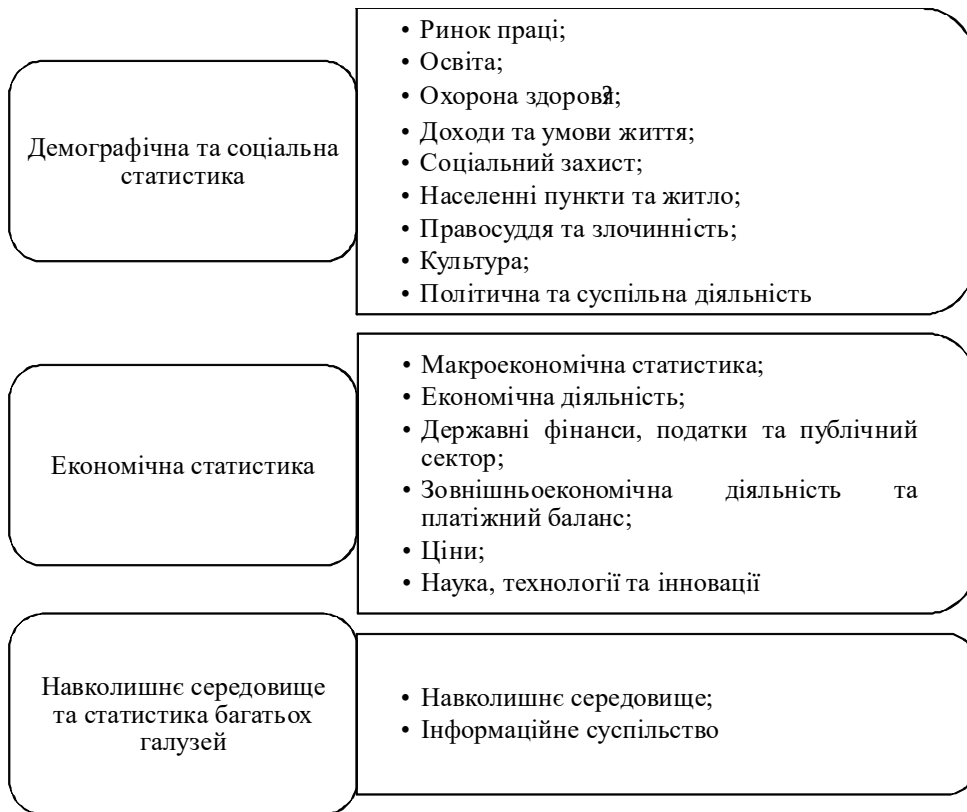 Демографічна та соціальна
статистика
• Ринок праці;
• Освіта;
• Охорона
• Доходи та умови життя;
• Соціальний захист;
• Населенні пункти та житло;
• Правосуддя та злочинність;
• Культура;
• Політична та суспільна діяльність
Економічна статистика
• Макроекономічна статистика;
• Економічна діяльність;
• Державні фінанси, податки та публічний
сектор;
• Зовнішньоекономічна діяльність та
платіжний баланс;
• Ціни;
• Наука, технології та інновації
Навколишнє середовище
та статистика багатьох
галузей
• Навколишнє середовище;
• Інформаційне суспільство